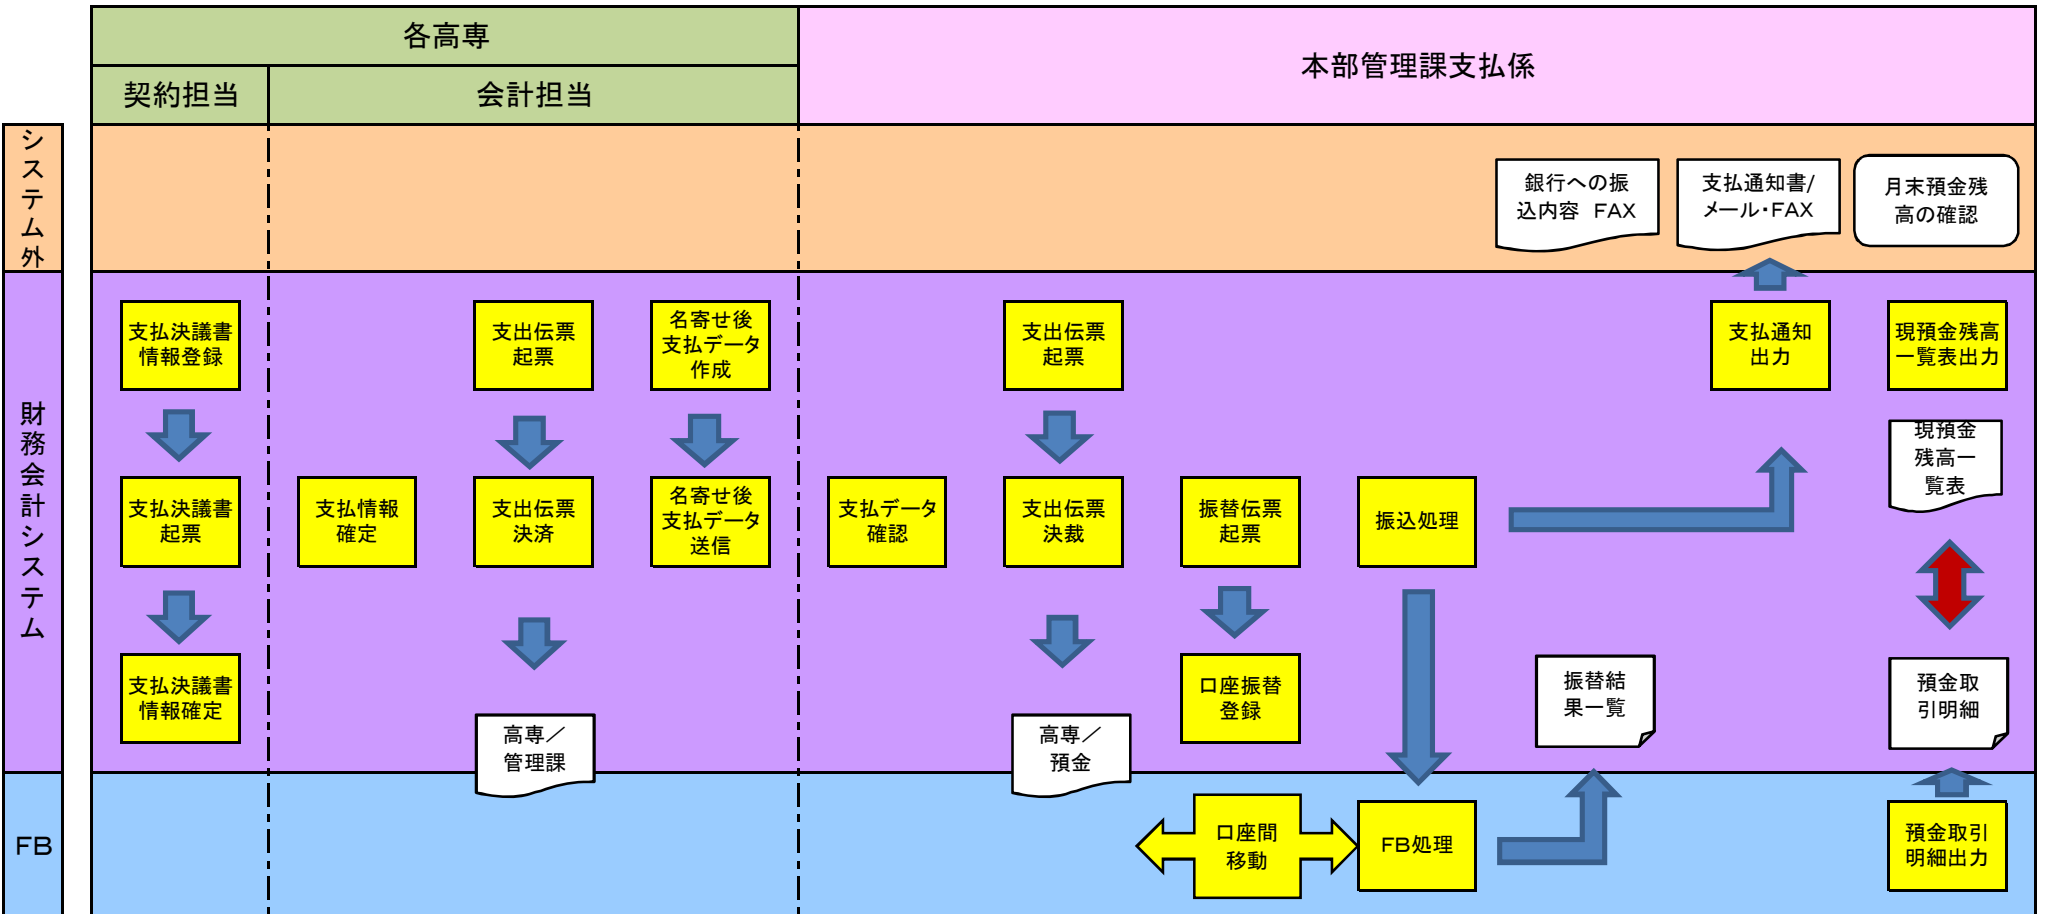 各高専
本部管理課支払係
契約担当
会計担当
システム外
銀行への振
込内容　FAX
支払通知書/
メール・FAX
月末預金残
高の確認
財務会計システム
支払決議書
情報登録
支出伝票
起票
名寄せ後
支払データ
作成
支出伝票
起票
支払通知
出力
現預金残高
一覧表出力
現預金
残高一
覧表
支払決議書
起票
支払情報
確定
支出伝票
決済
名寄せ後
支払データ
送信
支払データ
確認
支出伝票
決裁
振替伝票
起票
振込処理
支払決議書
情報確定
高専／
管理課
高専／
預金
口座振替
登録
振替結
果一覧
預金取
引明細
FB
口座間
移動
FB処理
預金取引
明細出力